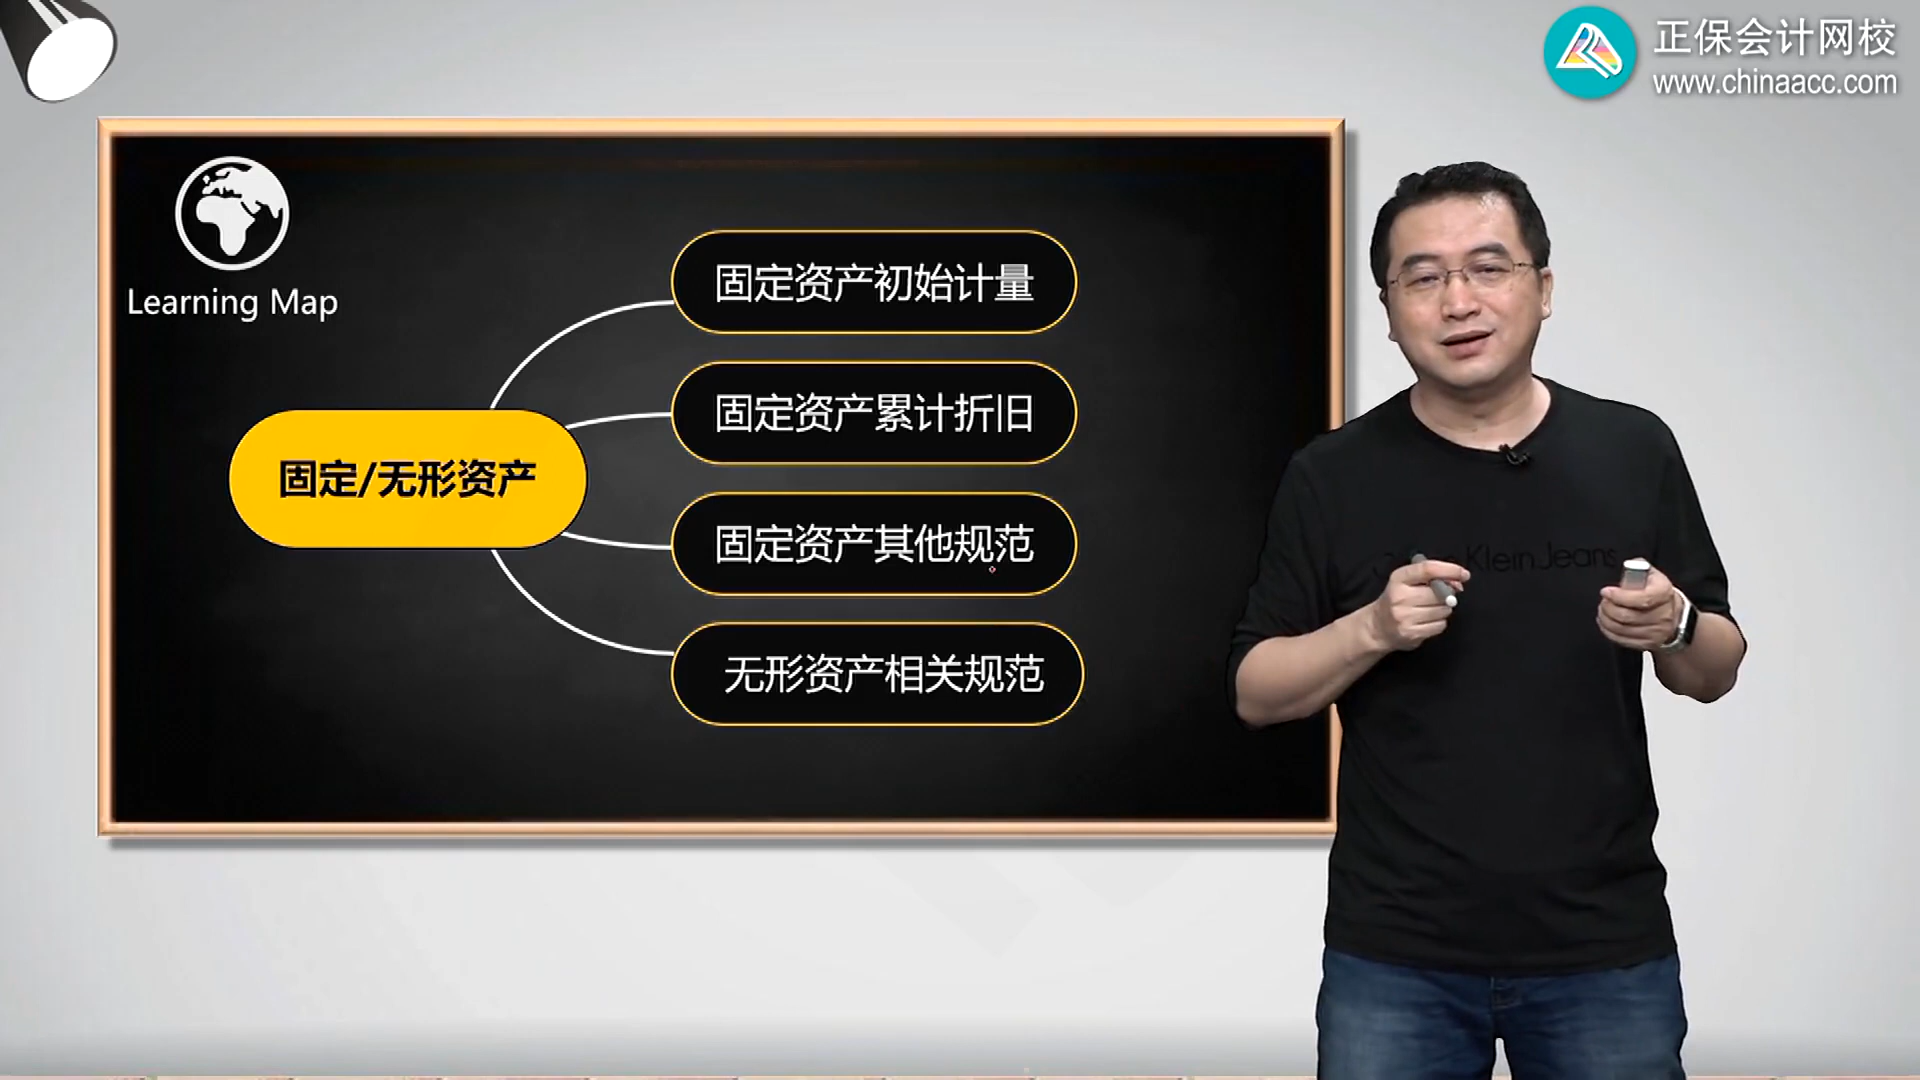 正保会计网校
www.chinaacc.com
Learning Map
固定/无形资产
固定资产初始计量
固定资产累计折旧
固定资产其他规范
无形资产相关规范
Klein Jeans